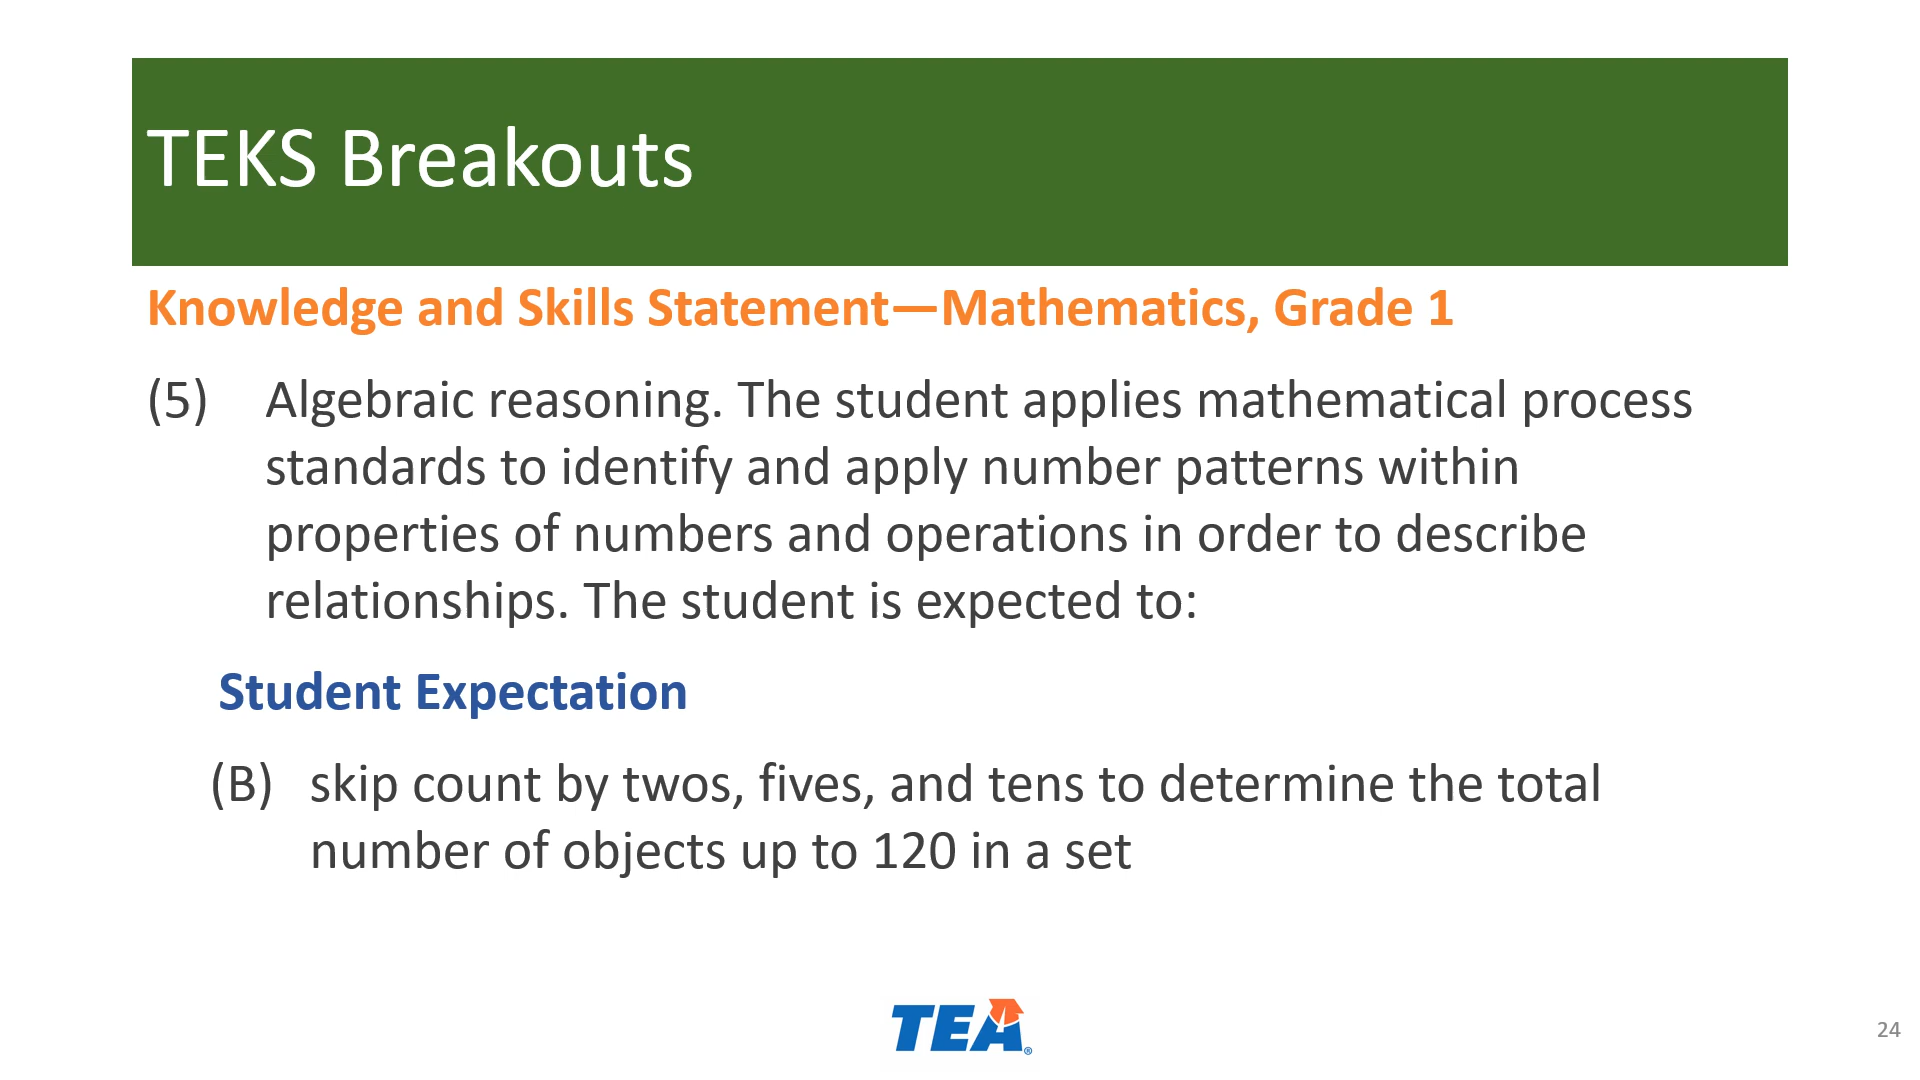 TEKS Breakouts
Knowledge and Skills Statement—Mathematics, Grade 1
(5) Algebraic reasoning. The student applies mathematical process
standards to identify and apply number patterns within
properties of numbers and operations in order to describe
relationships. The student is expected to:
Student Expectation
(B) skip count by twos, fives, and tens to determine the total
number of objects up to 120 in a set
TEA®
24